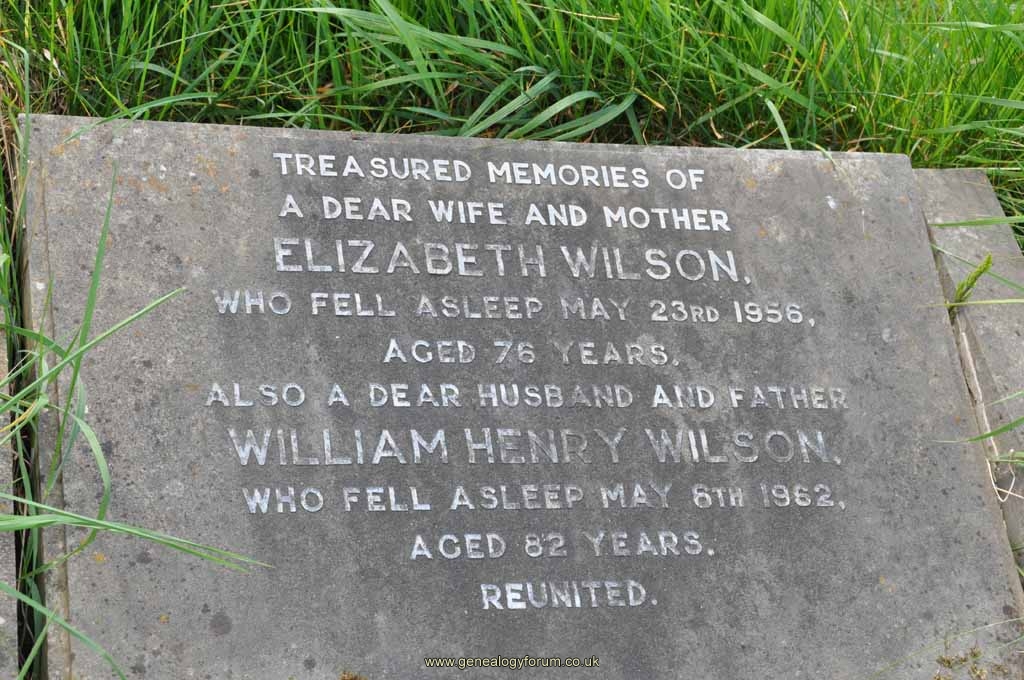 TREASURED MEMORIES OF
A DEAR WIFE AND MOTHER
ELIZABETH WILSON,
WHO FELL ASLEEP MAY 23RD 1956,
AGED 76 YEARS.
ALSO A DEAR HUSBAND AND FATHER
WILLIAM HENRY WILSON,
WHO FELL ASLEEP MAY 6TH 1962,
AGED 82 YEARS.
REUNITED.
www.genealogyforum.co.uk